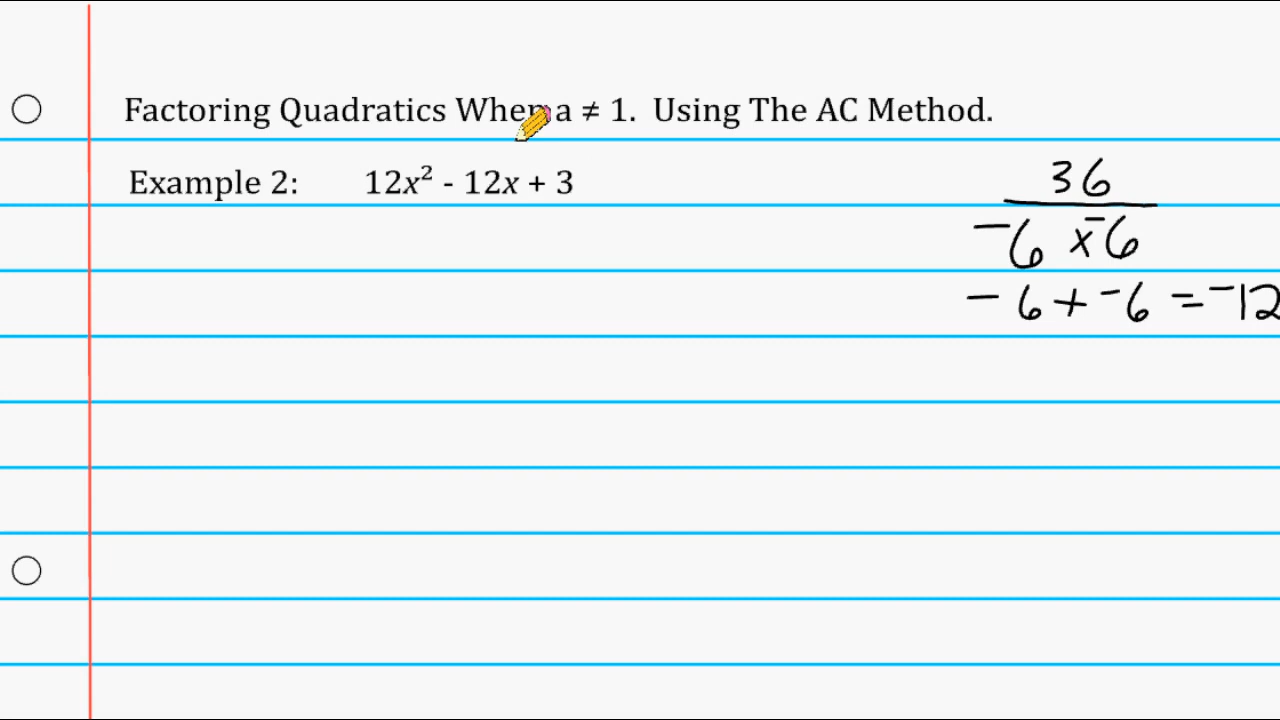 Factoring Quadratics When a ≠ 1. Using The AC Method.
Example 2: 12x² - 12x + 3
36
-6 x -6
-6 + -6 = -12